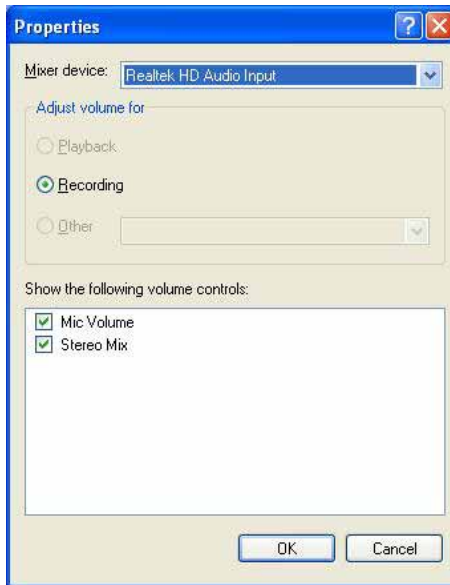 Properties
Mixer device: Realtek HD Audio Input
Adjust volume for
Playback
Recording
Other
Show the following volume controls:
Mic Volume
Stereo Mix
OK Cancel